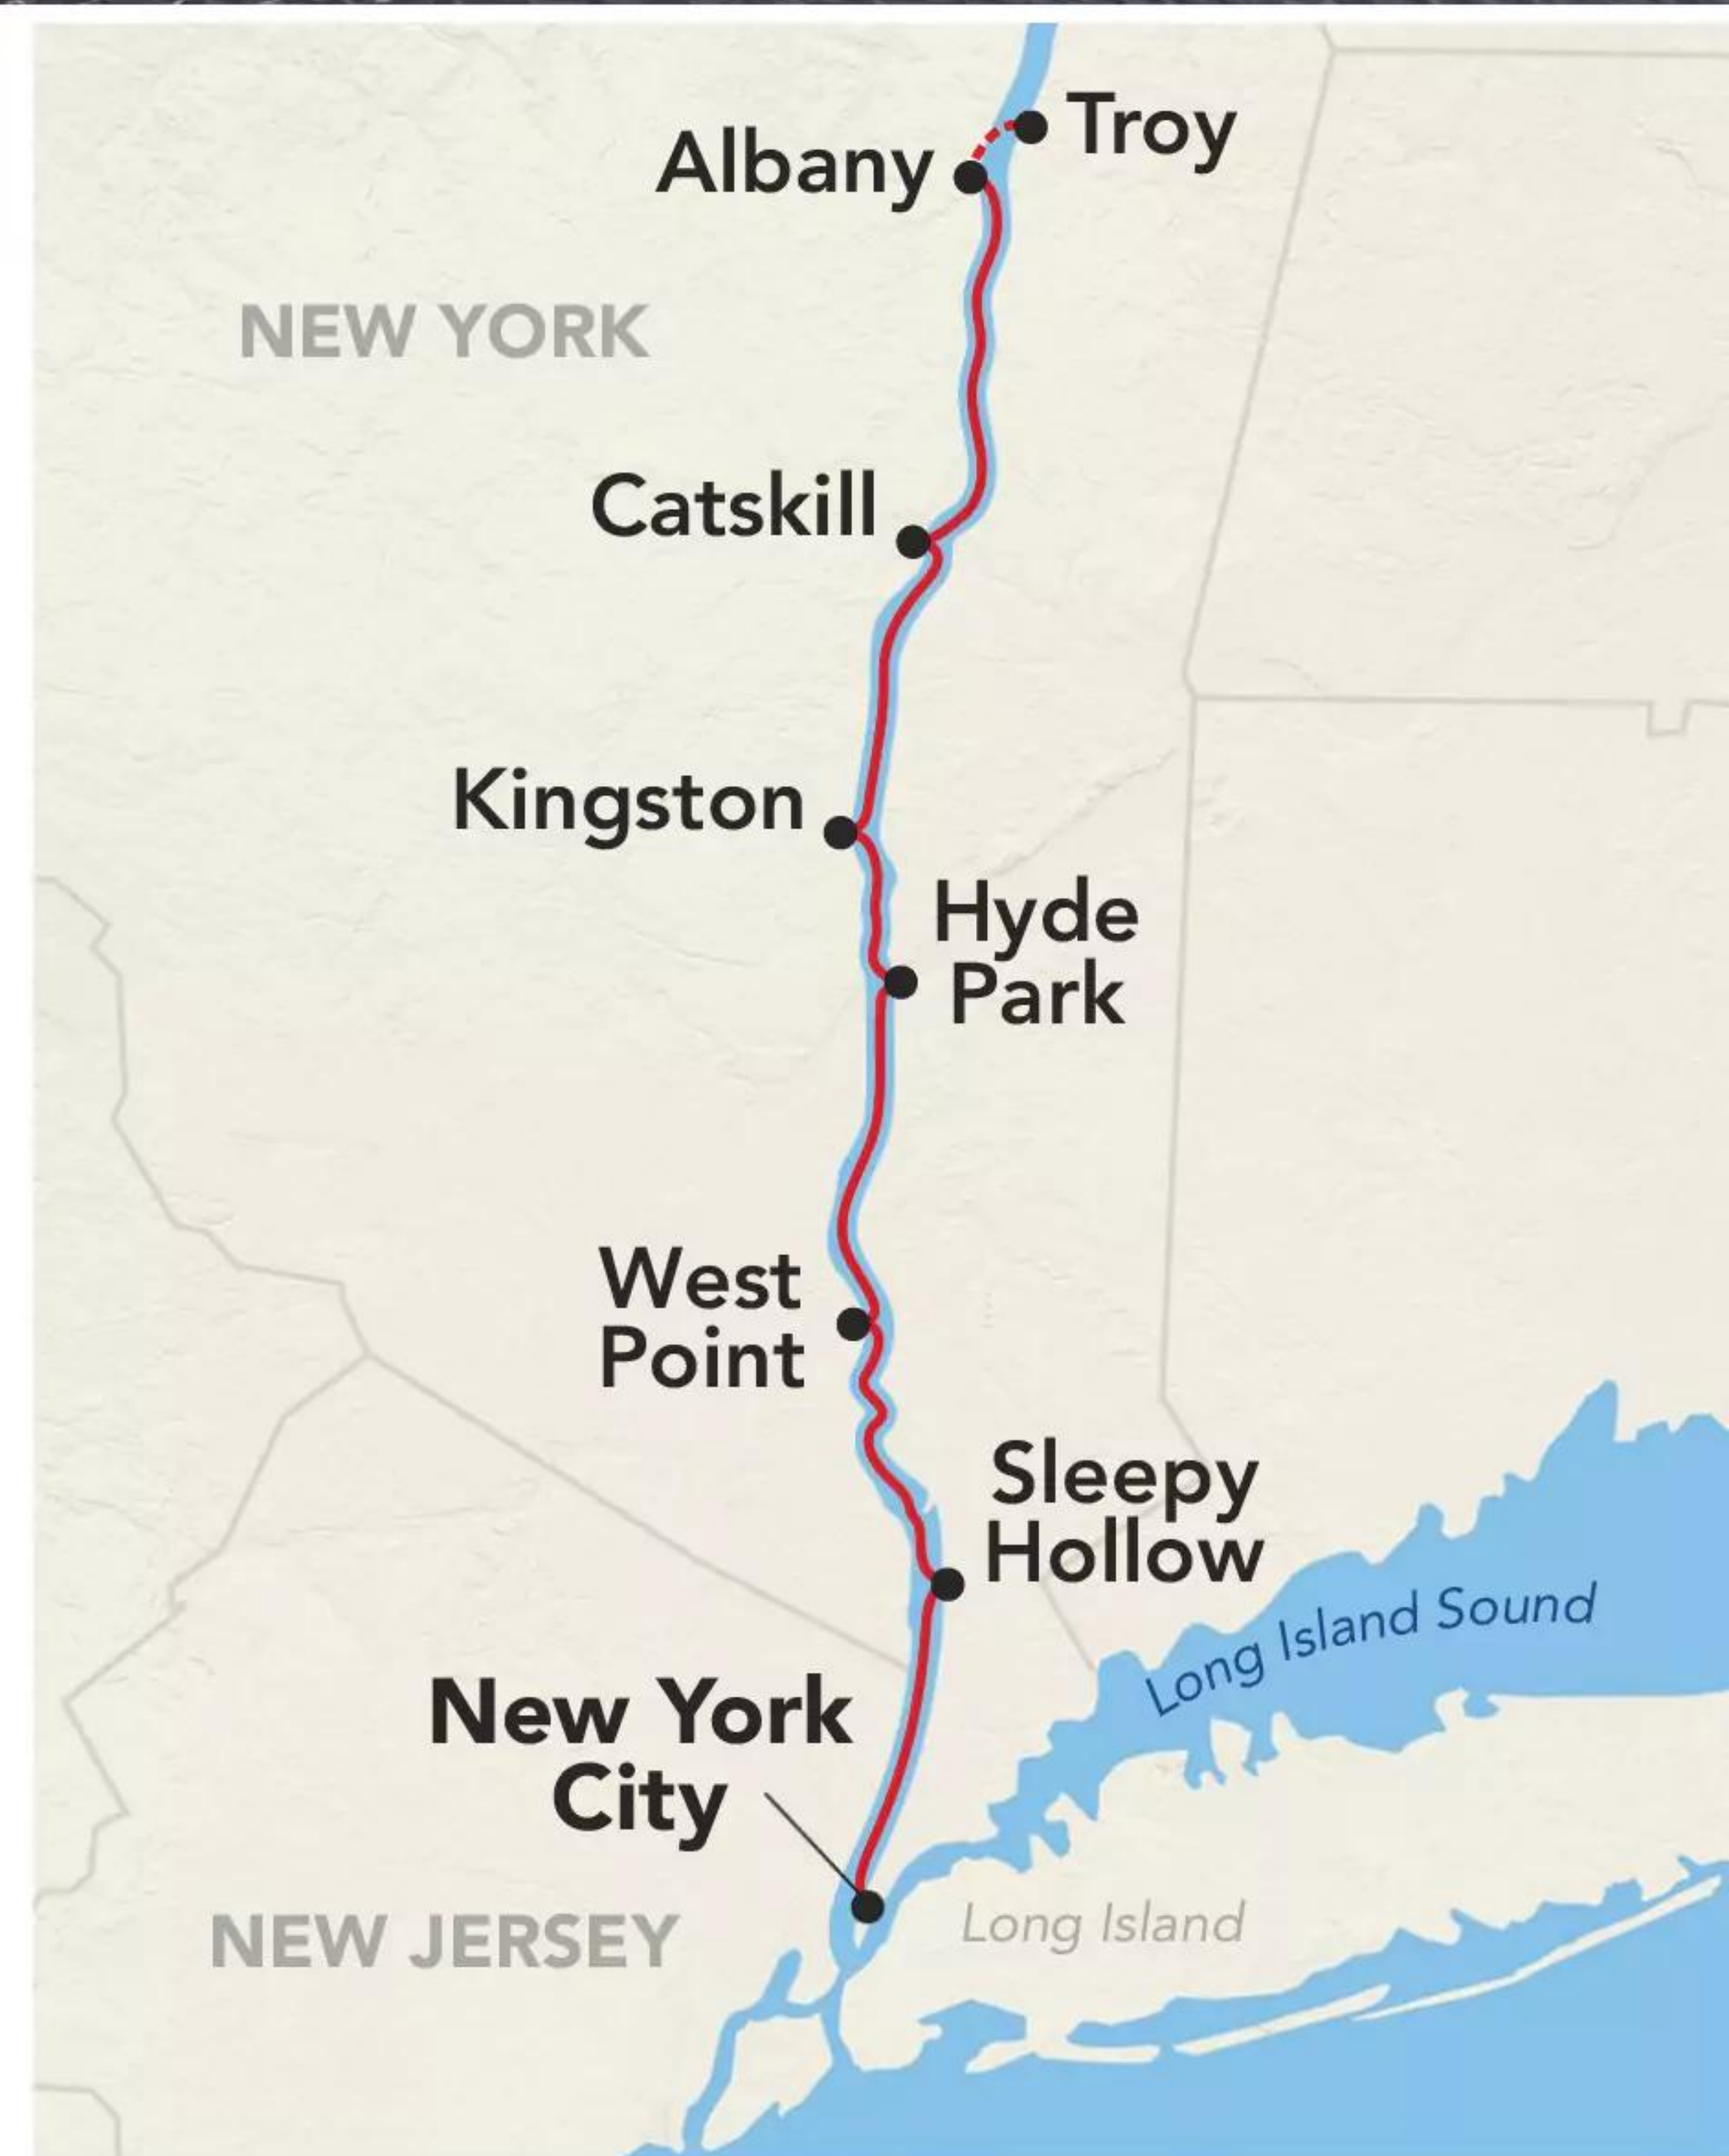 Troy
Albany
NEW YORK
Catskill
Kingston
Hyde
Park
West
Point
Sleepy
Hollow
Long Island Sound
New York
City
Long Island
NEW JERSEY